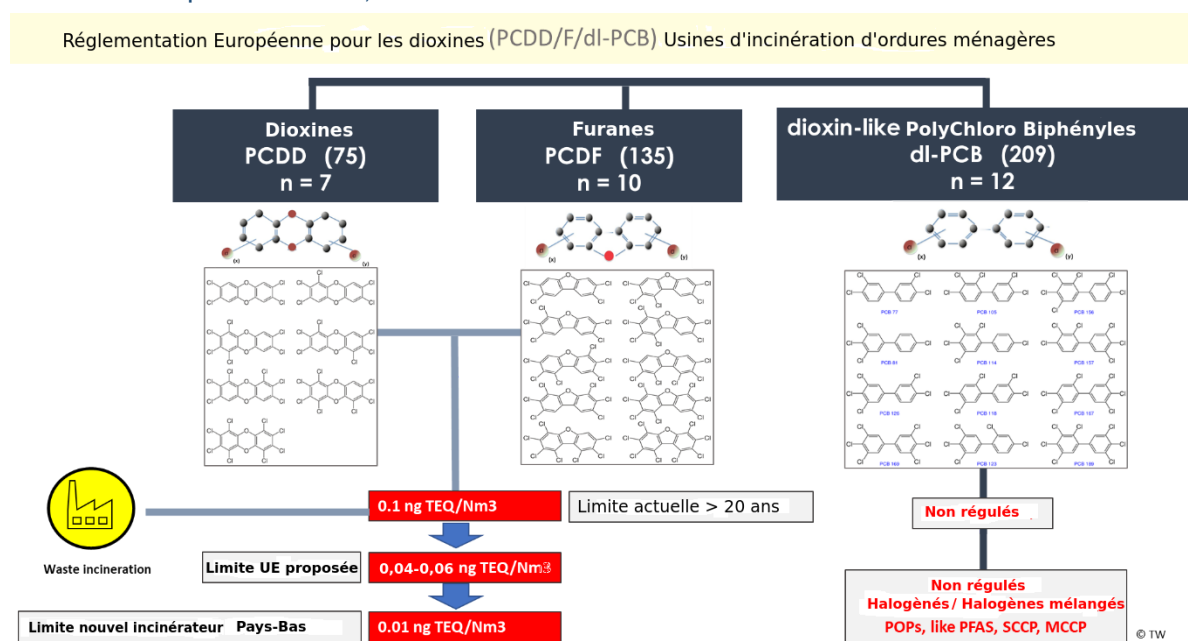 Réglementation Européenne pour les dioxines (PCDD/F/dl-PCB) Usines d'incinération d'ordures ménagères
Dioxines
PCDD (75)
n = 7
Furanes
PCDF (135)
n = 10
dioxin-like PolyChloro Biphényles
dl-PCB (209)
n = 12
(x) (y)
(x) (y)
(x) (y)
PCB 77 PCB 105 PCB 156
PCB 81 PCB 114 PCB 157
PCB 118 PCB 167
PCB 123 PCB 189
Waste incineration
0.1 ng TEQ/Nm3
Limite actuelle > 20 ans
Limite UE proposée
0,04-0,06 ng TEQ/Nm3
Limite nouvel incinérateur Pays-Bas
0.01 ng TEQ/Nm3
Non régulés
Non régulés
Halogènés / Halogènes mélangés
POPs, like PFAS, SCCP, MCCP
© TW